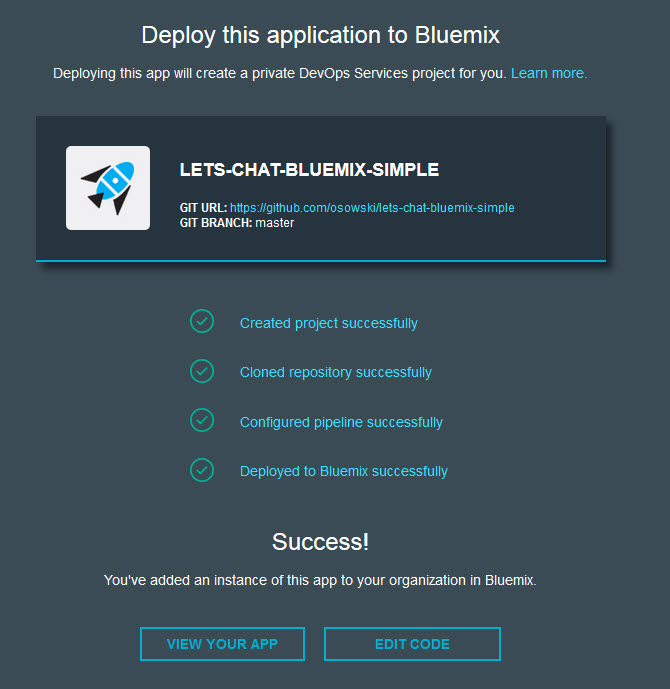 Deploy this application to Bluemix
Deploying this app will create a private DevOps Services project for you. Learn more.
LETS-CHAT-BLUEMIX-SIMPLE
GIT URL: https://github.com/osowski/lets-chat-bluemix-simple
GIT BRANCH: master
Created project successfully
Cloned repository successfully
Configured pipeline successfully
Deployed to Bluemix successfully
Success!
You've added an instance of this app to your organization in Bluemix.
VIEW YOUR APP EDIT CODE